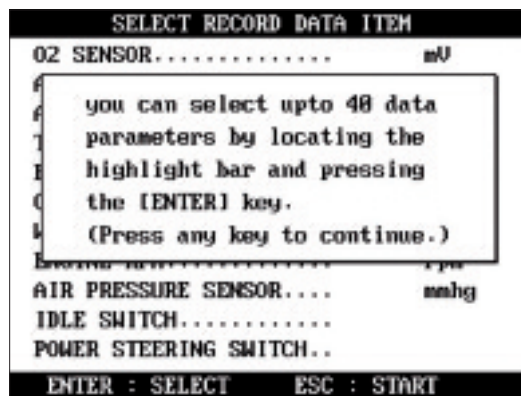 SELECT RECORD DATA ITEM
O2 SENSOR.............. mV
you can select upto 40 data
parameters by locating the
highlight bar and pressing
the [ENTER] key.
(Press any key to continue.)
AIR PRESSURE SENSOR.... mmhg
IDLE SWITCH............
POWER STEERING SWITCH..
ENTER : SELECT ESC : START